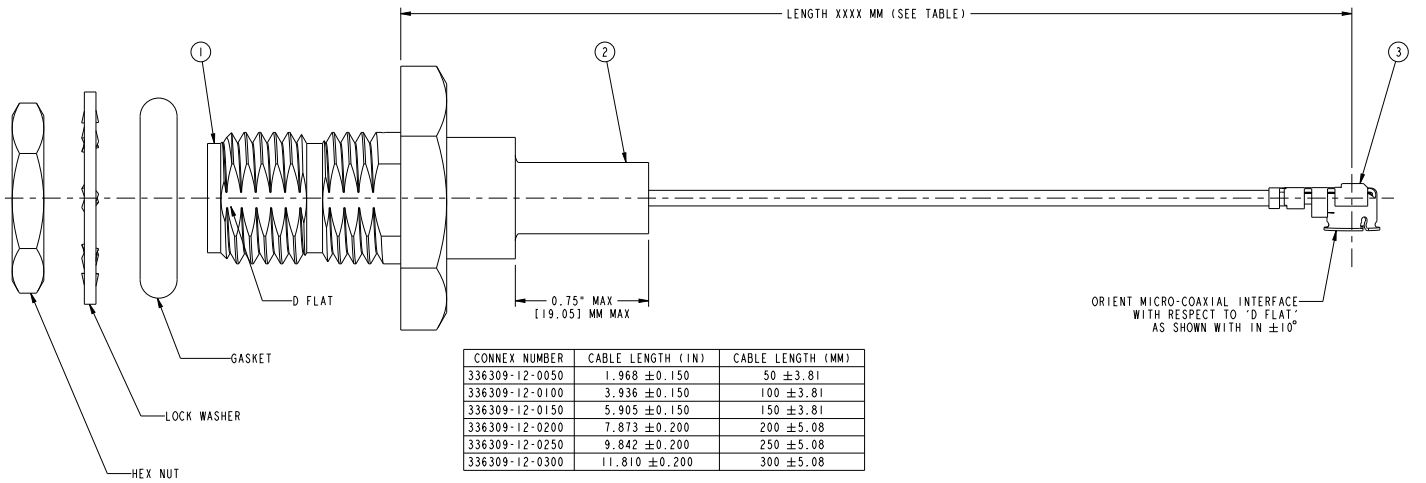 LENGTH XXXX MM (SEE TABLE)
1
2
3
D FLAT
0.75" MAX
[19.05] MM MAX
ORIENT MICRO-COAXIAL INTERFACE
WITH RESPECT TO 'D FLAT'
AS SHOWN WITH IN ±10°
GASKET
LOCK WASHER
HEX NUT
CONNEX NUMBER CABLE LENGTH (IN) CABLE LENGTH (MM)
336309-12-0050 1.968 ±0.150 50 ±3.81
336309-12-0100 3.936 ±0.150 100 ±3.81
336309-12-0150 5.905 ±0.150 150 ±3.81
336309-12-0200 7.873 ±0.200 200 ±5.08
336309-12-0250 9.842 ±0.200 250 ±5.08
336309-12-0300 11.810 ±0.200 300 ±5.08